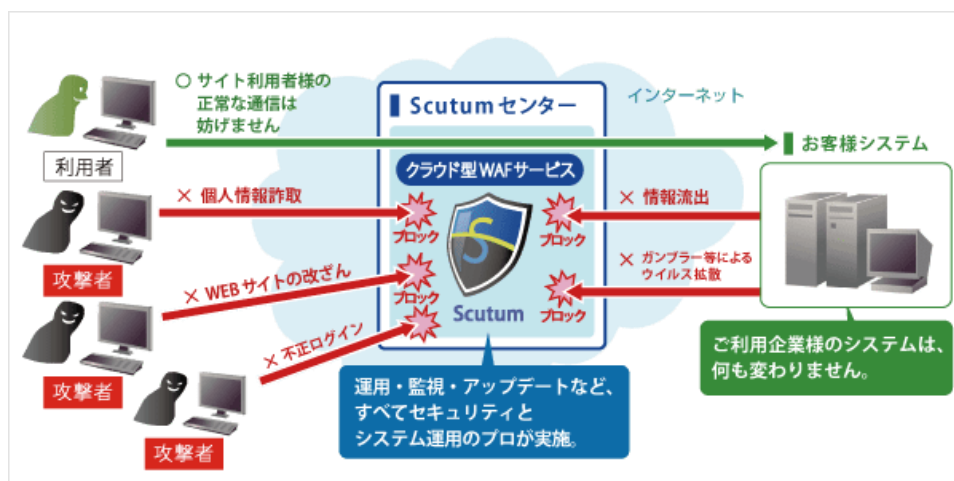 ○ サイト利用者様の
正常な通信は
妨げません
利用者
Scutumセンター
インターネット
お客様システム
クラウド型WAFサービス
× 個人情報詐取
ブロック
× 情報流出
ブロック
攻撃者
× WEBサイトの改ざん
ブロック
× ガンブラー等による
ウイルス拡散
ブロック
Scutum
攻撃者
× 不正ログイン
攻撃者
運用・監視・アップデートなど、
すべてセキュリティと
システム運用のプロが実施。
ご利用企業様のシステムは、
何も変わりません。